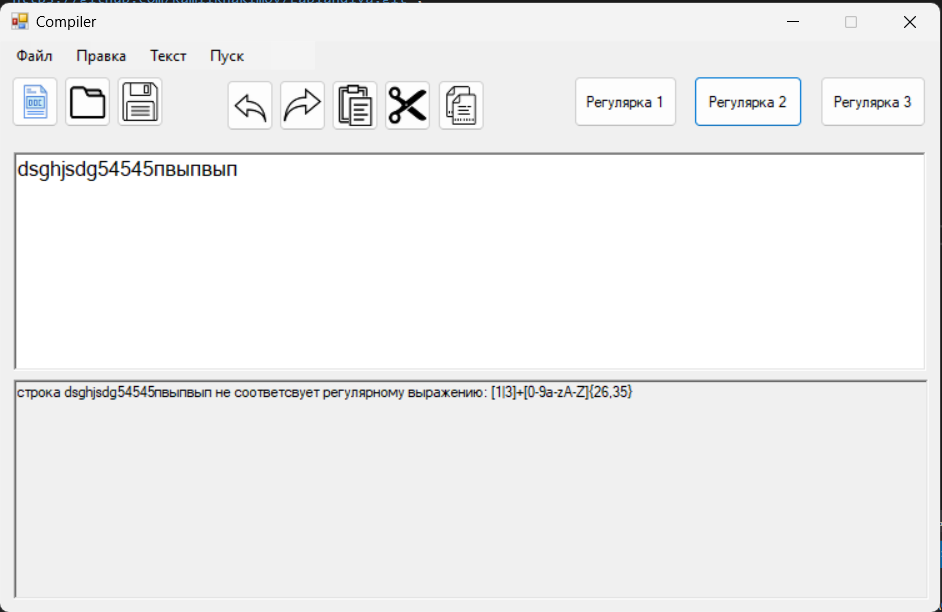 Compiler
Файл Правка Текст Пуск
DOC
Регулярка 1 Регулярка 2 Регулярка 3
dsghjsdg54545пвыпвып
строка dsghjsdg54545пвыпвып не соответсвует регулярному выражению: [1|3]+[0-9a-zA-Z]{26,35}